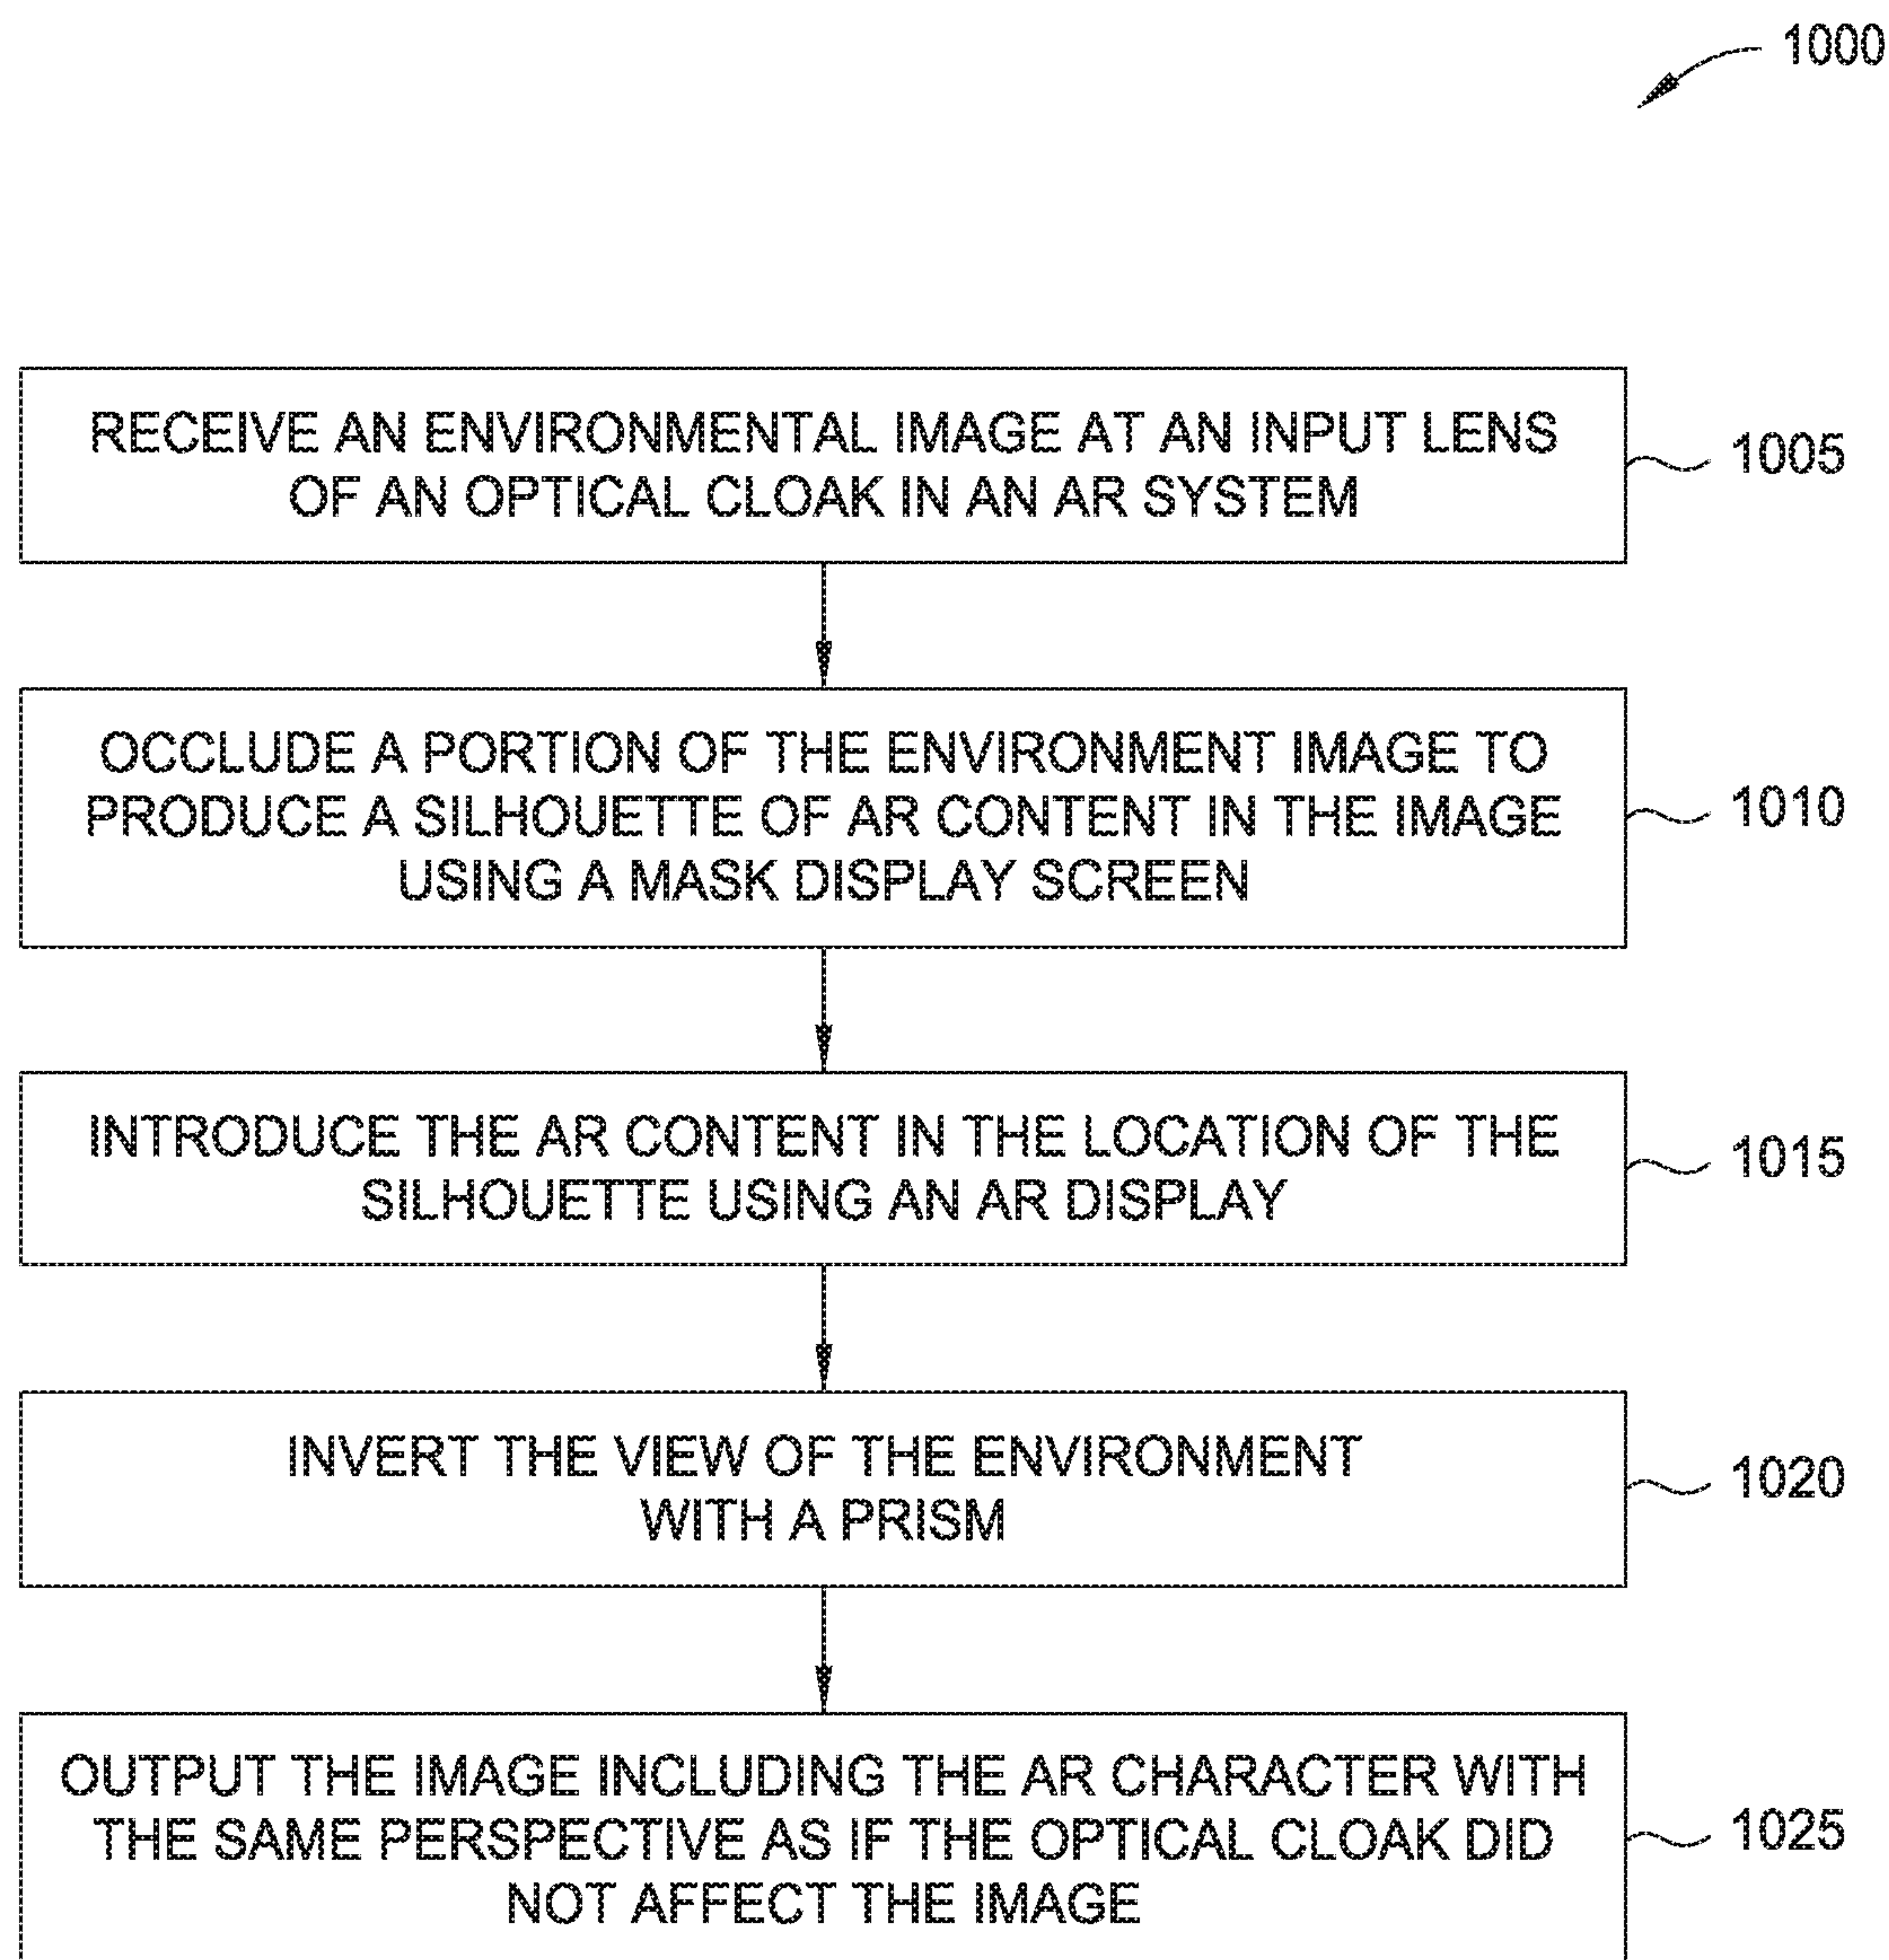 1000
RECEIVE AN ENVIRONMENTAL IMAGE AT AN INPUT LENS
OF AN OPTICAL CLOAK IN AN AR SYSTEM
1005
OCCLUDE A PORTION OF THE ENVIRONMENT IMAGE TO
PRODUCE A SILHOUETTE OF AR CONTENT IN THE IMAGE
USING A MASK DISPLAY SCREEN
1010
INTRODUCE THE AR CONTENT IN THE LOCATION OF THE
SILHOUETTE USING AN AR DISPLAY
1015
INVERT THE VIEW OF THE ENVIRONMENT
WITH A PRISM
1020
OUTPUT THE IMAGE INCLUDING THE AR CHARACTER WITH
THE SAME PERSPECTIVE AS IF THE OPTICAL CLOAK DID
NOT AFFECT THE IMAGE
1025